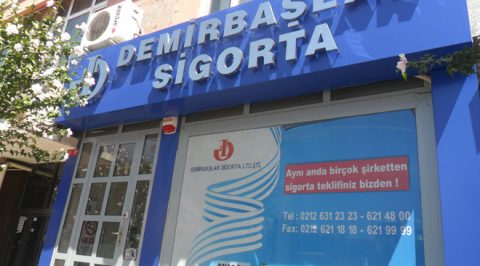 DEMİRBAŞLAR
SİGORTA
DEMİRBAŞLAR SİGORTA LTD.ŞTİ.
Aynı anda birçok şirketten
sigorta teklifiniz bizden !
Tel : 0212 631 23 23 - 621 48 00
Fax: 0212 621 18 18 - 621 99 99